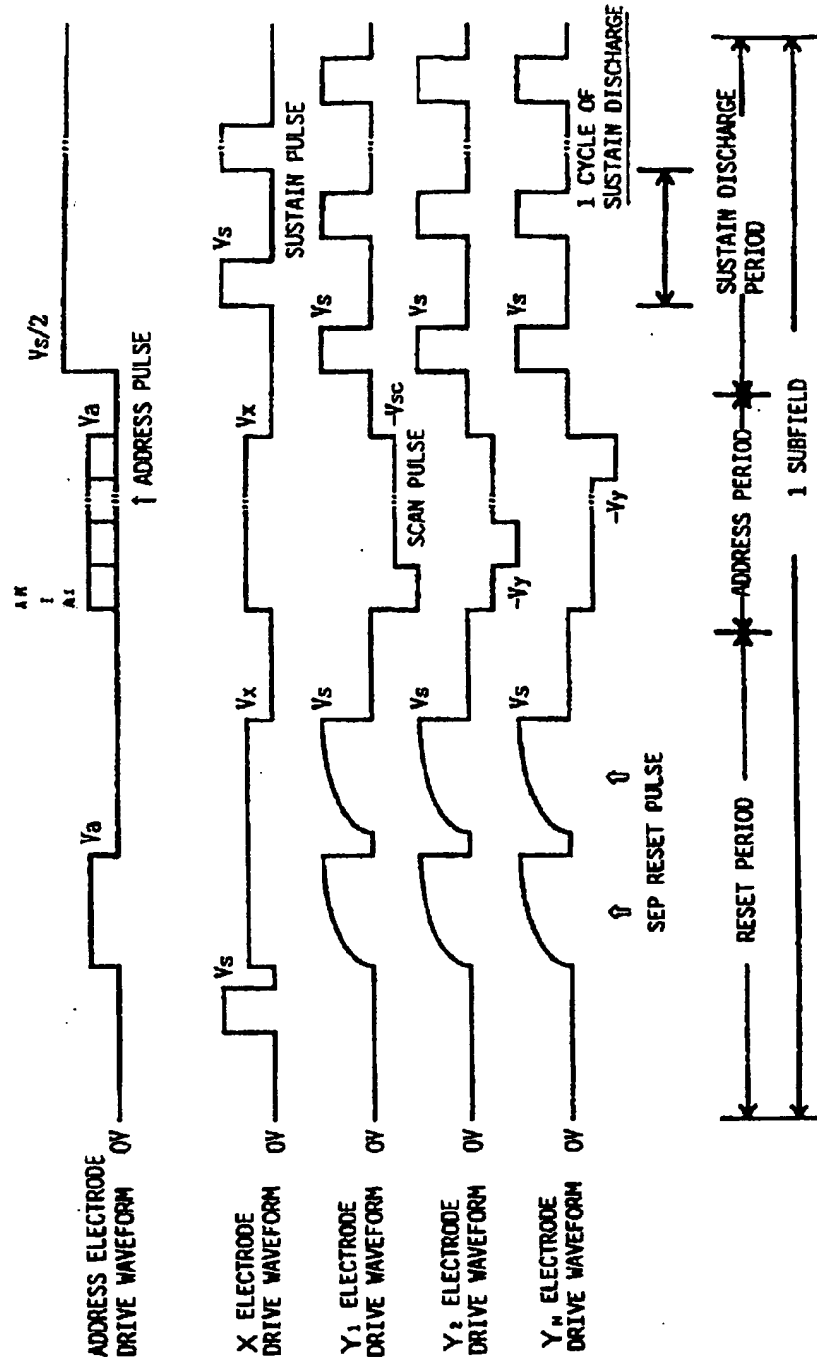 ADDRESS ELECTRODE
DRIVE WAVEFORM
0V
Va
Va
↑ ADDRESS PULSE
Vs/2
X ELECTRODE
DRIVE WAVEFORM
0V
Vs
Vx
Vx
Vs
SUSTAIN PULSE
Y1 ELECTRODE
DRIVE WAVEFORM
0V
Vs
SCAN PULSE
-Vsc
Vs
Y2 ELECTRODE
DRIVE WAVEFORM
0V
Vs
-Vy
Vs
YN ELECTRODE
DRIVE WAVEFORM
0V
Vs
-Vy
Vs
1 CYCLE OF
SUSTAIN DISCHARGE
SEP RESET PULSE
RESET PERIOD
ADDRESS PERIOD
SUSTAIN DISCHARGE
PERIOD
1 SUBFIELD